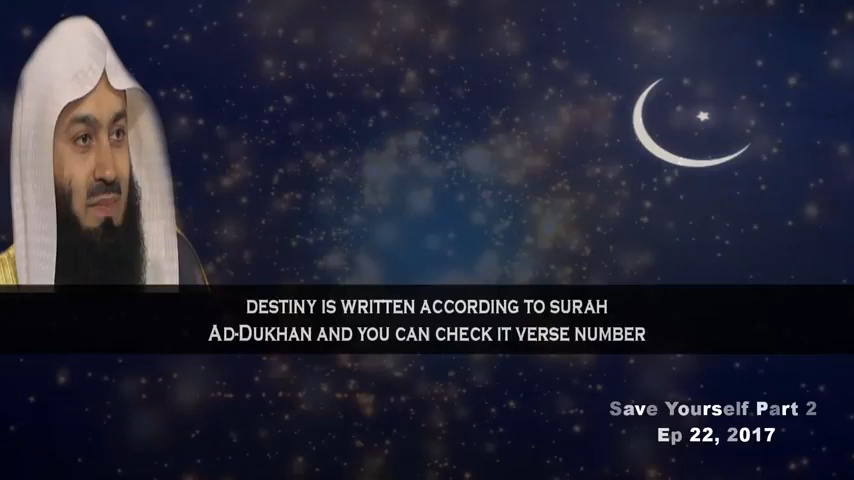 DESTINY IS WRITTEN ACCORDING TO SURAH
AD-DUKHAN AND YOU CAN CHECK IT VERSE NUMBER
Save Yourself Part 2
Ep 22, 2017